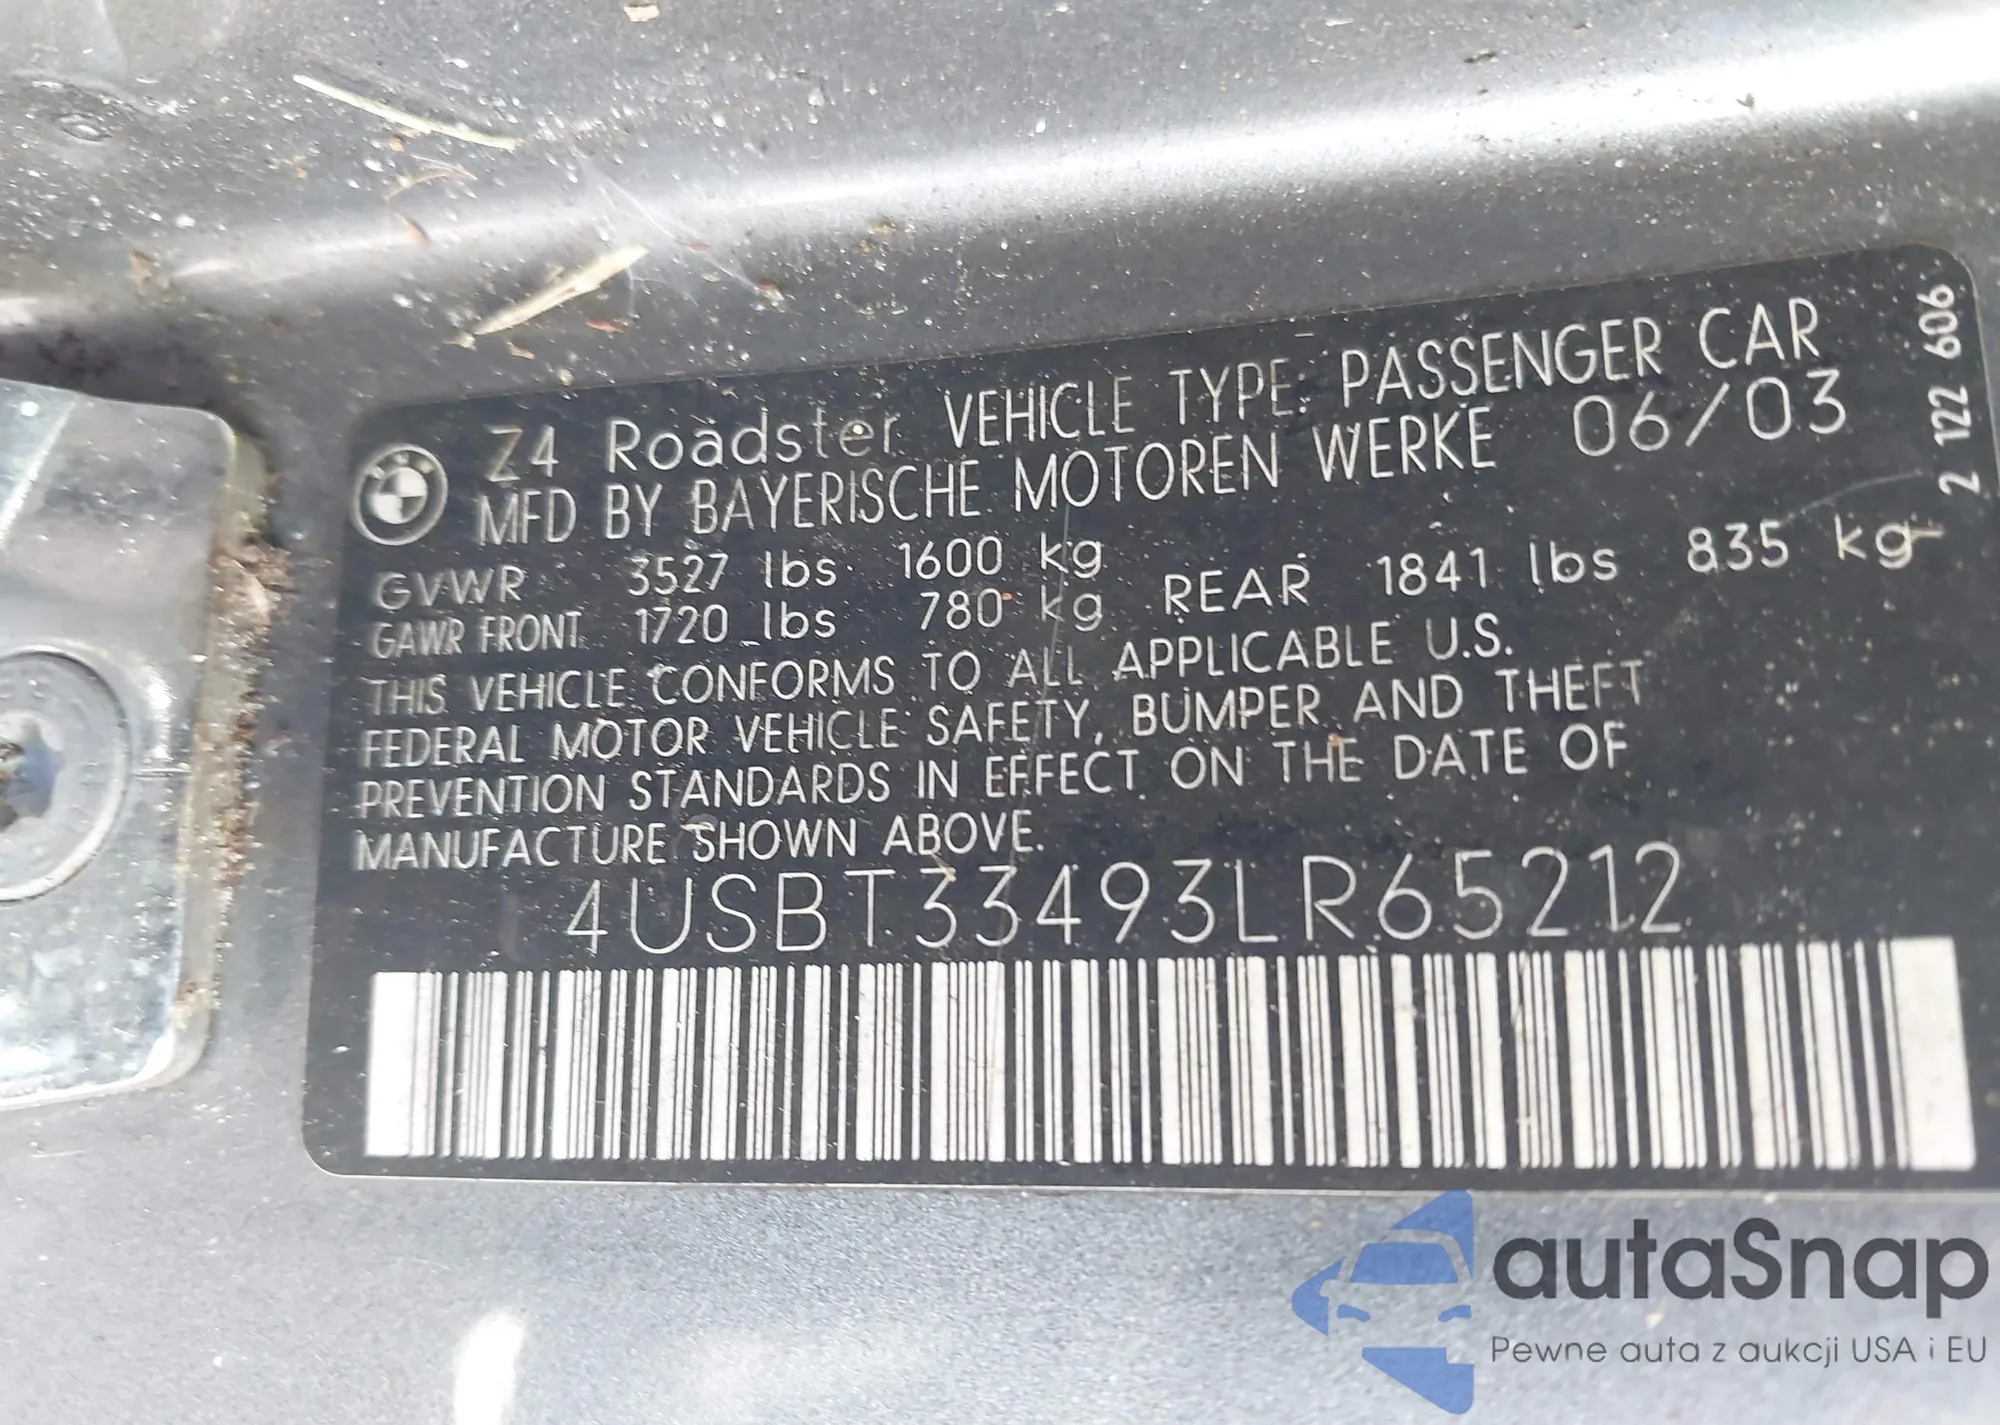 Z4 Roadster VEHICLE TYPE: PASSENGER CAR
MFD BY BAYERISCHE MOTOREN WERKE 06/03
GVWR 3527 lbs 1600 kg
GAWR FRONT 1720 lbs 780 kg REAR 1841 lbs 835 kg
THIS VEHICLE CONFORMS TO ALL APPLICABLE U.S.
FEDERAL MOTOR VEHICLE SAFETY, BUMPER AND THEFT
PREVENTION STANDARDS IN EFFECT ON THE DATE OF
MANUFACTURE SHOWN ABOVE.
4USBT33493LR65212
2 122 606
autaSnap
Pewne auta z aukcji USA i EU